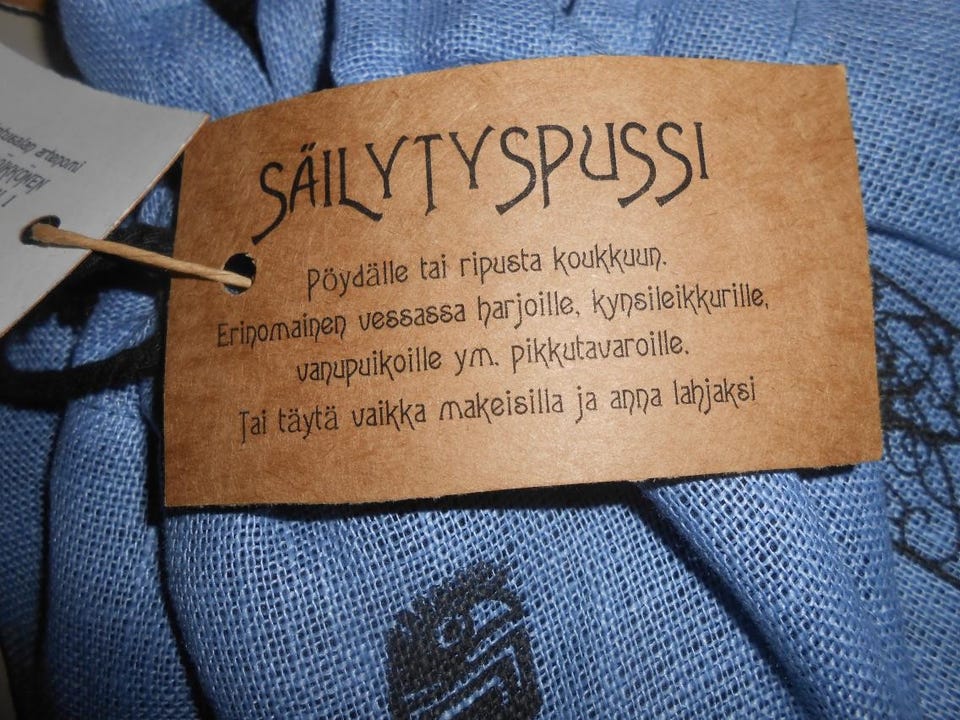 SÄILYTYSPUSSI
Pöydälle tai ripusta koukkuun.
Erinomainen vessassa harjoille, kynsileikkurille,
vanupuikoille ym. pikkutavaroille.
Tai täytä vaikka makeisilla ja anna lahjaksi